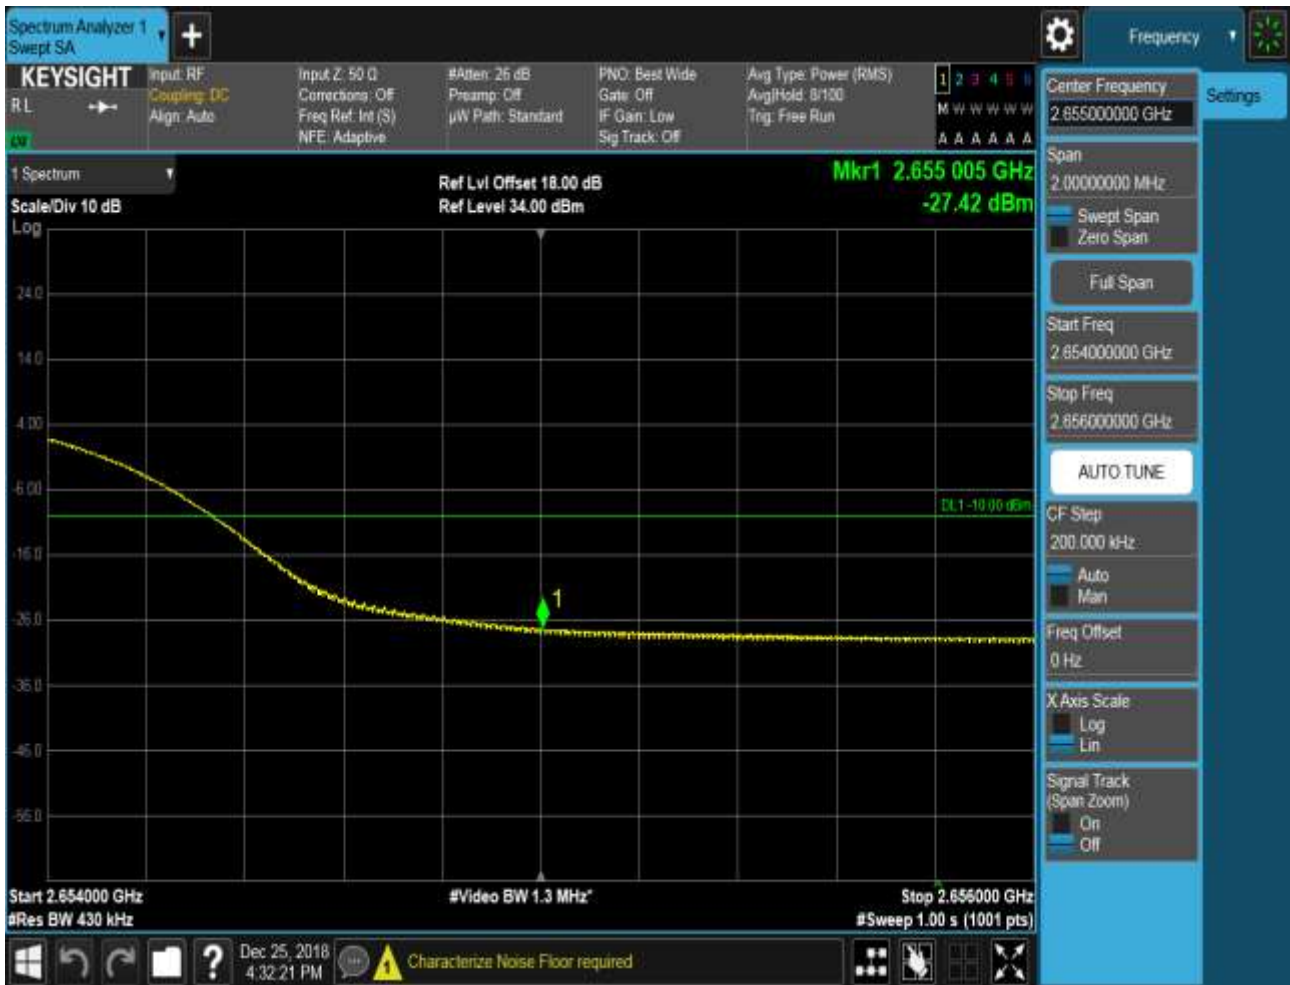 Spectrum Analyzer 1
Swept SA
+
Frequency
KEYSIGHT
R L
Input: RF
Coupling: DC
Align: Auto
Input Z: 50 Ω
Corrections: Off
Freq Ref: Int (S)
NFE: Adaptive
#Atten: 26 dB
Preamp: Off
µW Path: Standard
PNO: Best Wide
Gate: Off
IF Gain: Low
Sig Track: Off
Avg Type: Power (RMS)
Avg|Hold: 8/100
Trig: Free Run
1 2 3 4 5 6
M W W W W W
A A A A A A
1 Spectrum
Scale/Div 10 dB
Log
Ref Lvl Offset 18.00 dB
Ref Level 34.00 dBm
Mkr1 2.655 005 GHz
-27.42 dBm
24.0
14.0
4.00
-6.00
-16.0
-26.0
-36.0
-46.0
-56.0
DL1 -10.00 dBm
1
Start 2.654000 GHz
#Res BW 430 kHz
#Video BW 1.3 MHz*
Stop 2.656000 GHz
#Sweep 1.00 s (1001 pts)
Center Frequency
2.655000000 GHz
Settings
Span
2.00000000 MHz
Swept Span
Zero Span
Full Span
Start Freq
2.654000000 GHz
Stop Freq
2.656000000 GHz
AUTO TUNE
CF Step
200.000 kHz
Auto
Man
Freq Offset
0 Hz
X Axis Scale
Log
Lin
Signal Track
(Span Zoom)
On
Off
?
Dec 25, 2018
4:32:21 PM
1
Characterize Noise Floor required